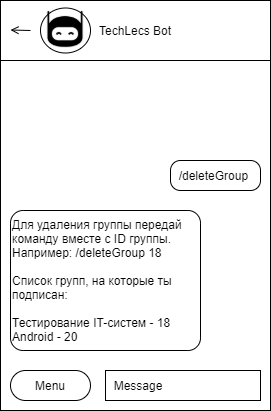 TechLecs Bot
/deleteGroup
Для удаления группы передай
команду вместе с ID группы.
Например: /deleteGroup 18
Список групп, на которые ты
подписан:
Тестирование IT-систем - 18
Android - 20
Menu
Message